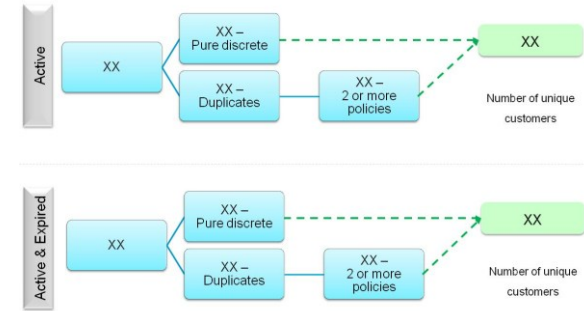 Active
XX
XX –
Pure discrete
XX –
Duplicates
XX –
2 or more
policies
XX
Number of unique
customers
Active & Expired
XX
XX –
Pure discrete
XX –
Duplicates
XX –
2 or more
policies
XX
Number of unique
customers